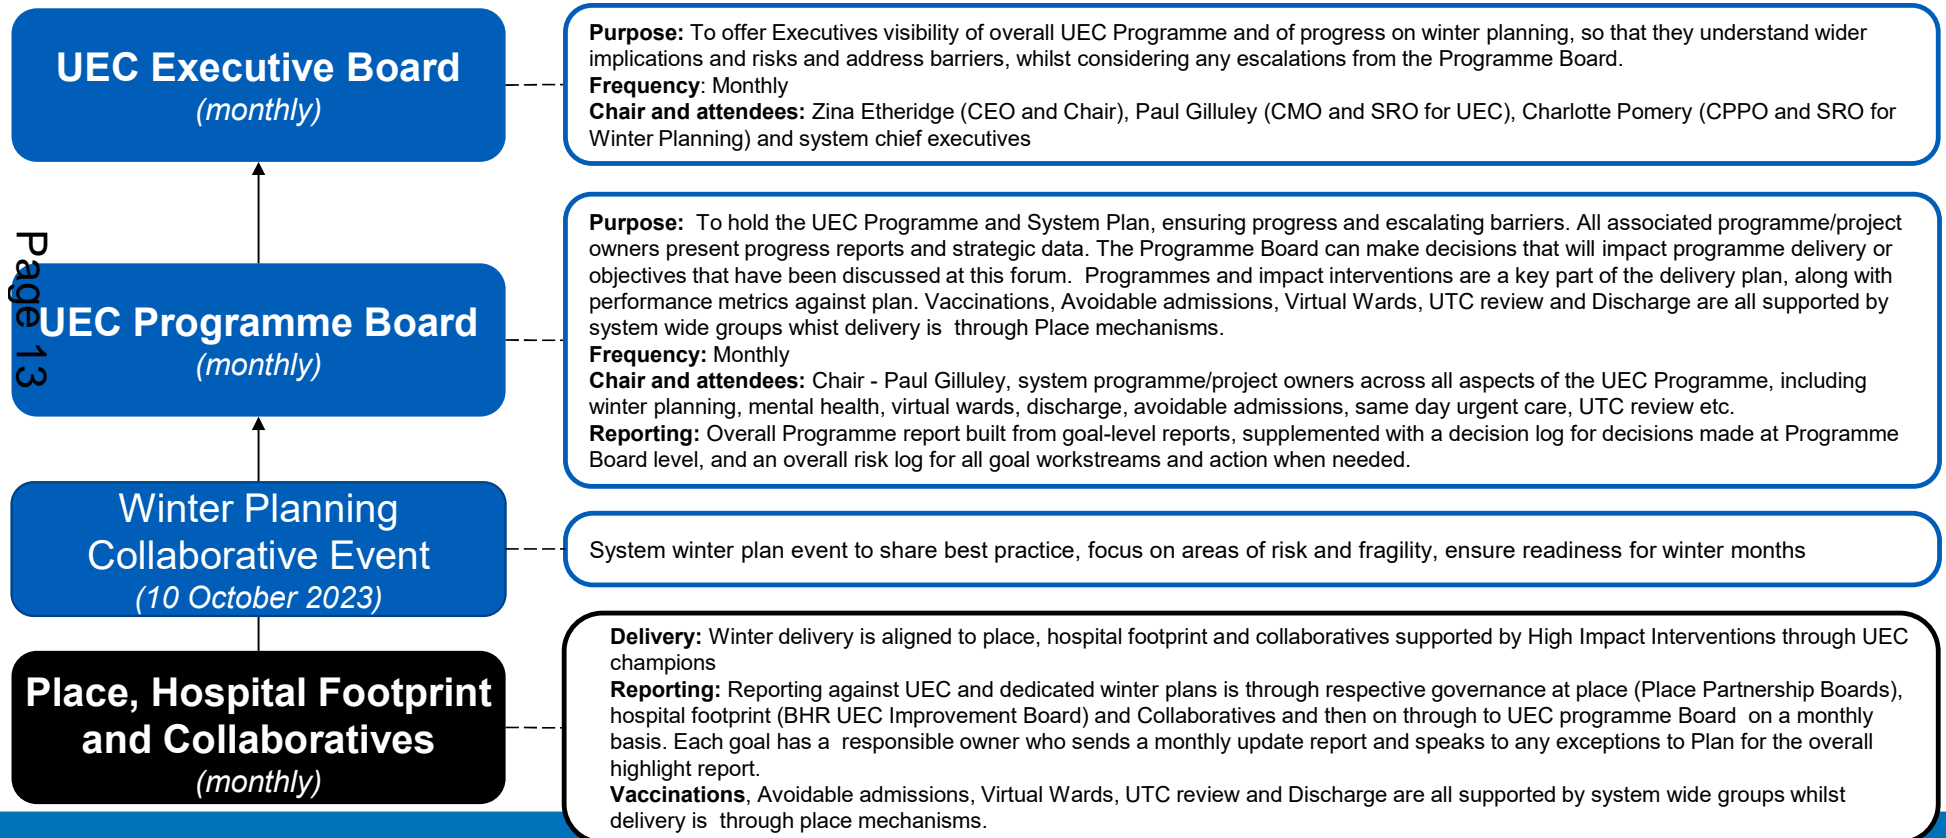 UEC Executive Board
(monthly)
Purpose: To offer Executives visibility of overall UEC Programme and of progress on winter planning, so that they understand wider
implications and risks and address barriers, whilst considering any escalations from the Programme Board.
Frequency: Monthly
Chair and attendees: Zina Etheridge (CEO and Chair), Paul Gilluley (CMO and SRO for UEC), Charlotte Pomery (CPPO and SRO for
Winter Planning) and system chief executives
Page 13
UEC Programme Board
(monthly)
Purpose: To hold the UEC Programme and System Plan, ensuring progress and escalating barriers. All associated programme/project
owners present progress reports and strategic data. The Programme Board can make decisions that will impact programme delivery or
objectives that have been discussed at this forum. Programmes and impact interventions are a key part of the delivery plan, along with
performance metrics against plan. Vaccinations, Avoidable admissions, Virtual Wards, UTC review and Discharge are all supported by
system wide groups whist delivery is through Place mechanisms.
Frequency: Monthly
Chair and attendees: Chair - Paul Gilluley, system programme/project owners across all aspects of the UEC Programme, including
winter planning, mental health, virtual wards, discharge, avoidable admissions, same day urgent care, UTC review etc.
Reporting: Overall Programme report built from goal-level reports, supplemented with a decision log for decisions made at Programme
Board level, and an overall risk log for all goal workstreams and action when needed.
Winter Planning
Collaborative Event
(10 October 2023)
System winter plan event to share best practice, focus on areas of risk and fragility, ensure readiness for winter months
Place, Hospital Footprint
and Collaboratives
(monthly)
Delivery: Winter delivery is aligned to place, hospital footprint and collaboratives supported by High Impact Interventions through UEC
champions
Reporting: Reporting against UEC and dedicated winter plans is through respective governance at place (Place Partnership Boards),
hospital footprint (BHR UEC Improvement Board) and Collaboratives and then on through to UEC programme Board on a monthly
basis. Each goal has a responsible owner who sends a monthly update report and speaks to any exceptions to Plan for the overall
highlight report.
Vaccinations, Avoidable admissions, Virtual Wards, UTC review and Discharge are all supported by system wide groups whilst
delivery is through place mechanisms.